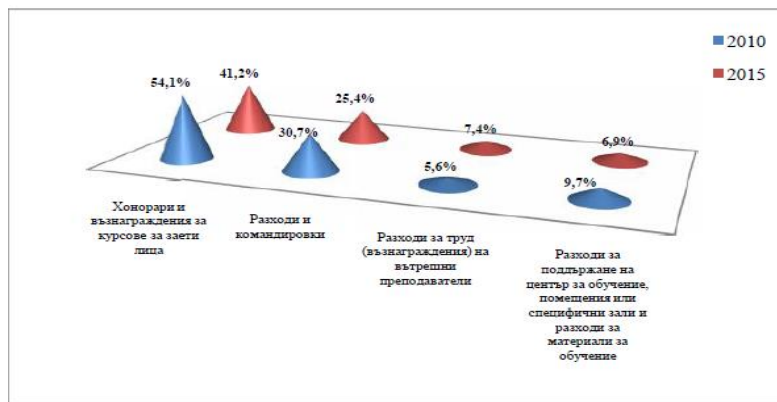 2010
2015
54,1%
41,2%
30,7%
25,4%
5,6%
7,4%
9,7%
6,9%
Хонорари и
възнаграждения за
курсове за заети
лица
Разходи и
командировки
Разходи за труд
(възнаграждения) на
вътрешни
преподаватели
Разходи за
поддържане на
център за обучение,
помещения или
специфични зали и
разходи за
материали за
обучение